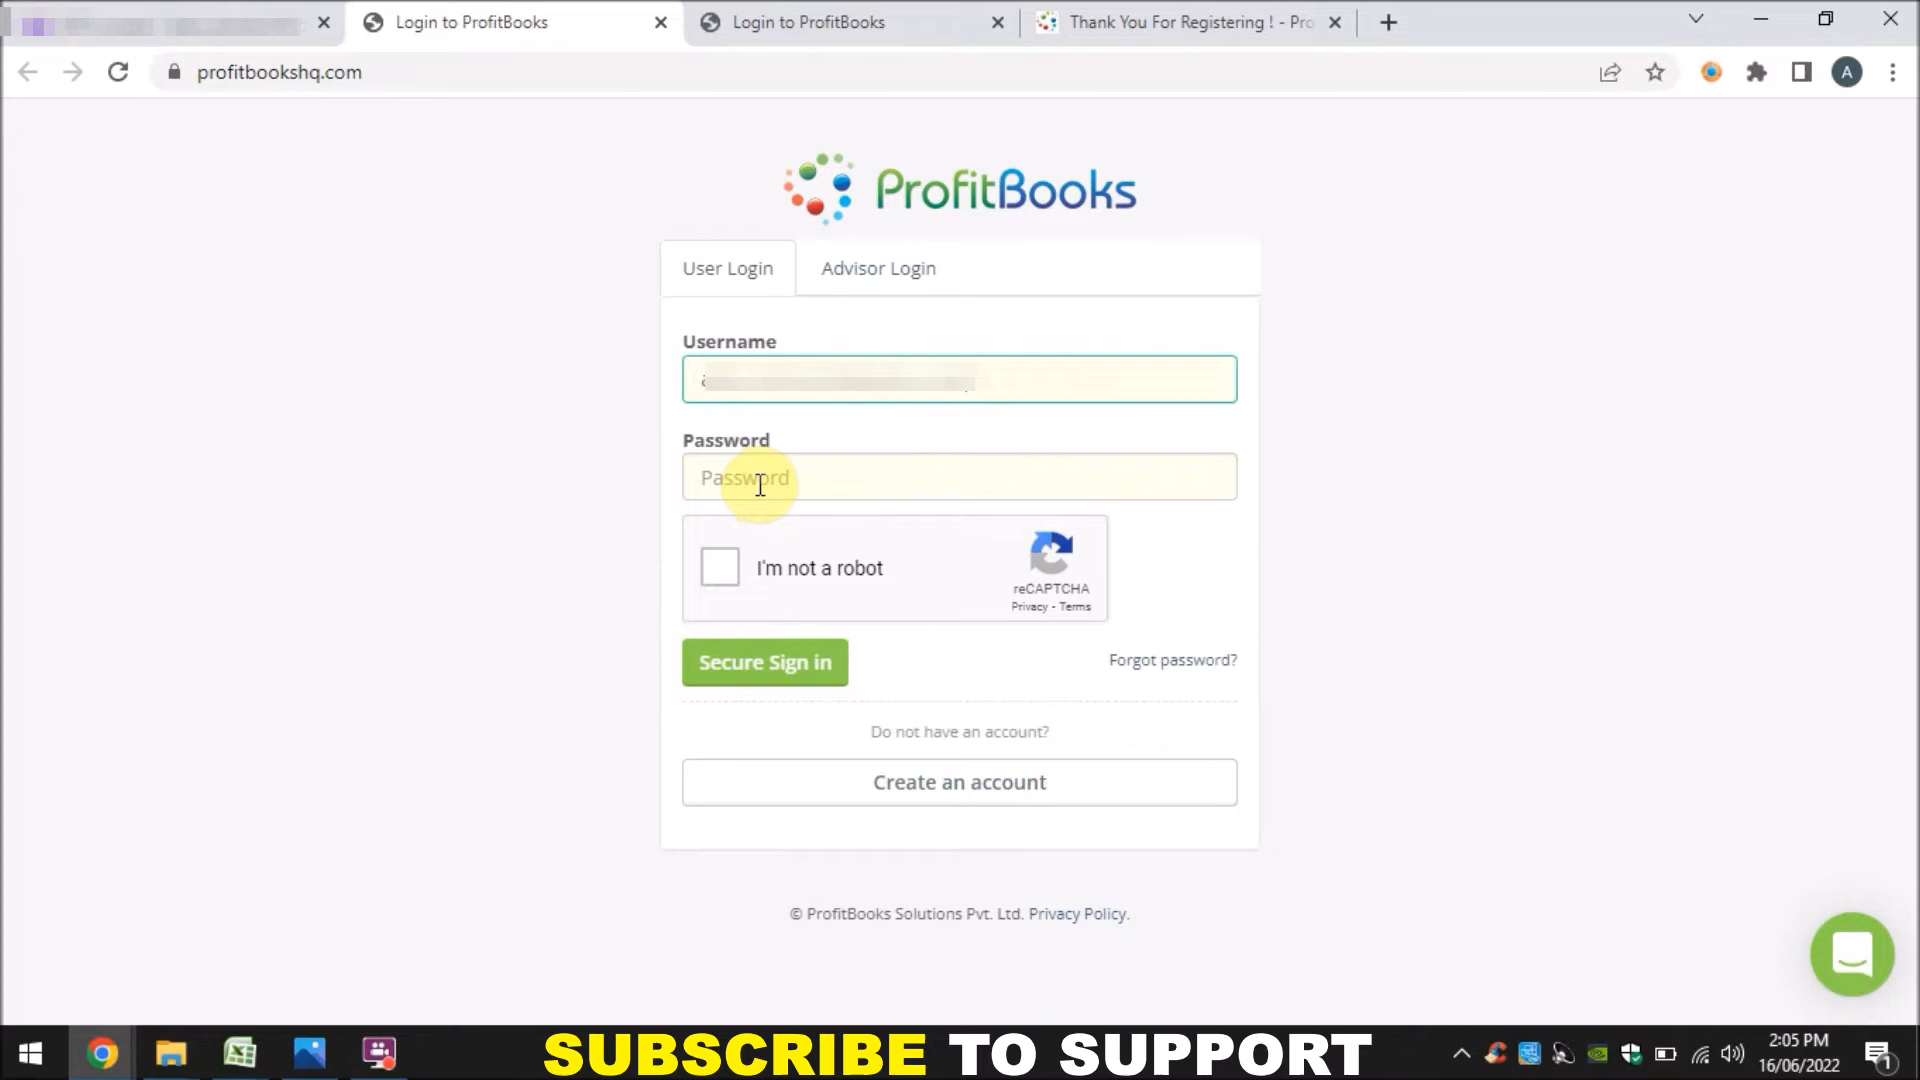 Login to ProfitBooks
Login to ProfitBooks
Thank You For Registering ! - Pro
profitbookshq.com
A
ProfitBooks
User Login
Advisor Login
Username
Password
Password
I'm not a robot
reCAPTCHA
Privacy - Terms
Secure Sign in
Forgot password?
Do not have an account?
Create an account
© ProfitBooks Solutions Pvt. Ltd. Privacy Policy.
SUBSCRIBE TO SUPPORT
2:05 PM
16/06/2022
1